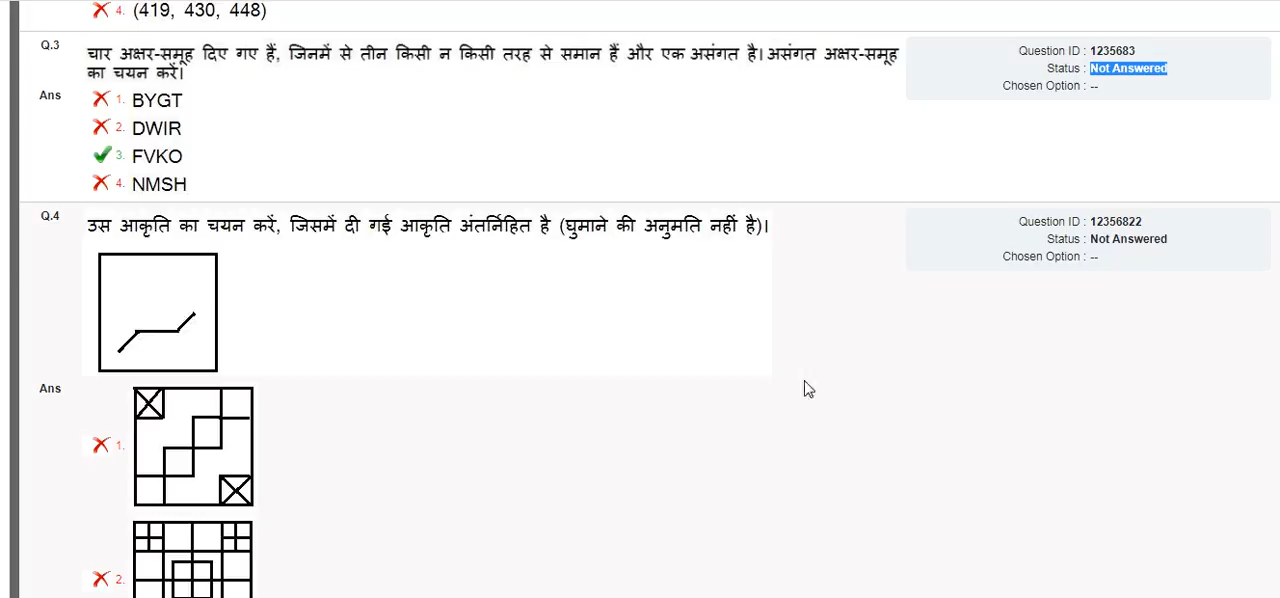 4. (419, 430, 448)
Q.3 चार अक्षर-समूह दिए गए हैं, जिनमें से तीन किसी न किसी तरह से समान हैं और एक असंगत है। असंगत अक्षर-समूह
का चयन करें।
Question ID : 1235683
Status : Not Answered
Chosen Option : --
Ans 1. BYGT
2. DWIR
3. FVKO
4. NMSH
Q.4 उस आकृति का चयन करें, जिसमें दी गई आकृति अंतर्निहित है (घुमाने की अनुमति नहीं है)।
Question ID : 12356822
Status : Not Answered
Chosen Option : --
Ans
1.
2.